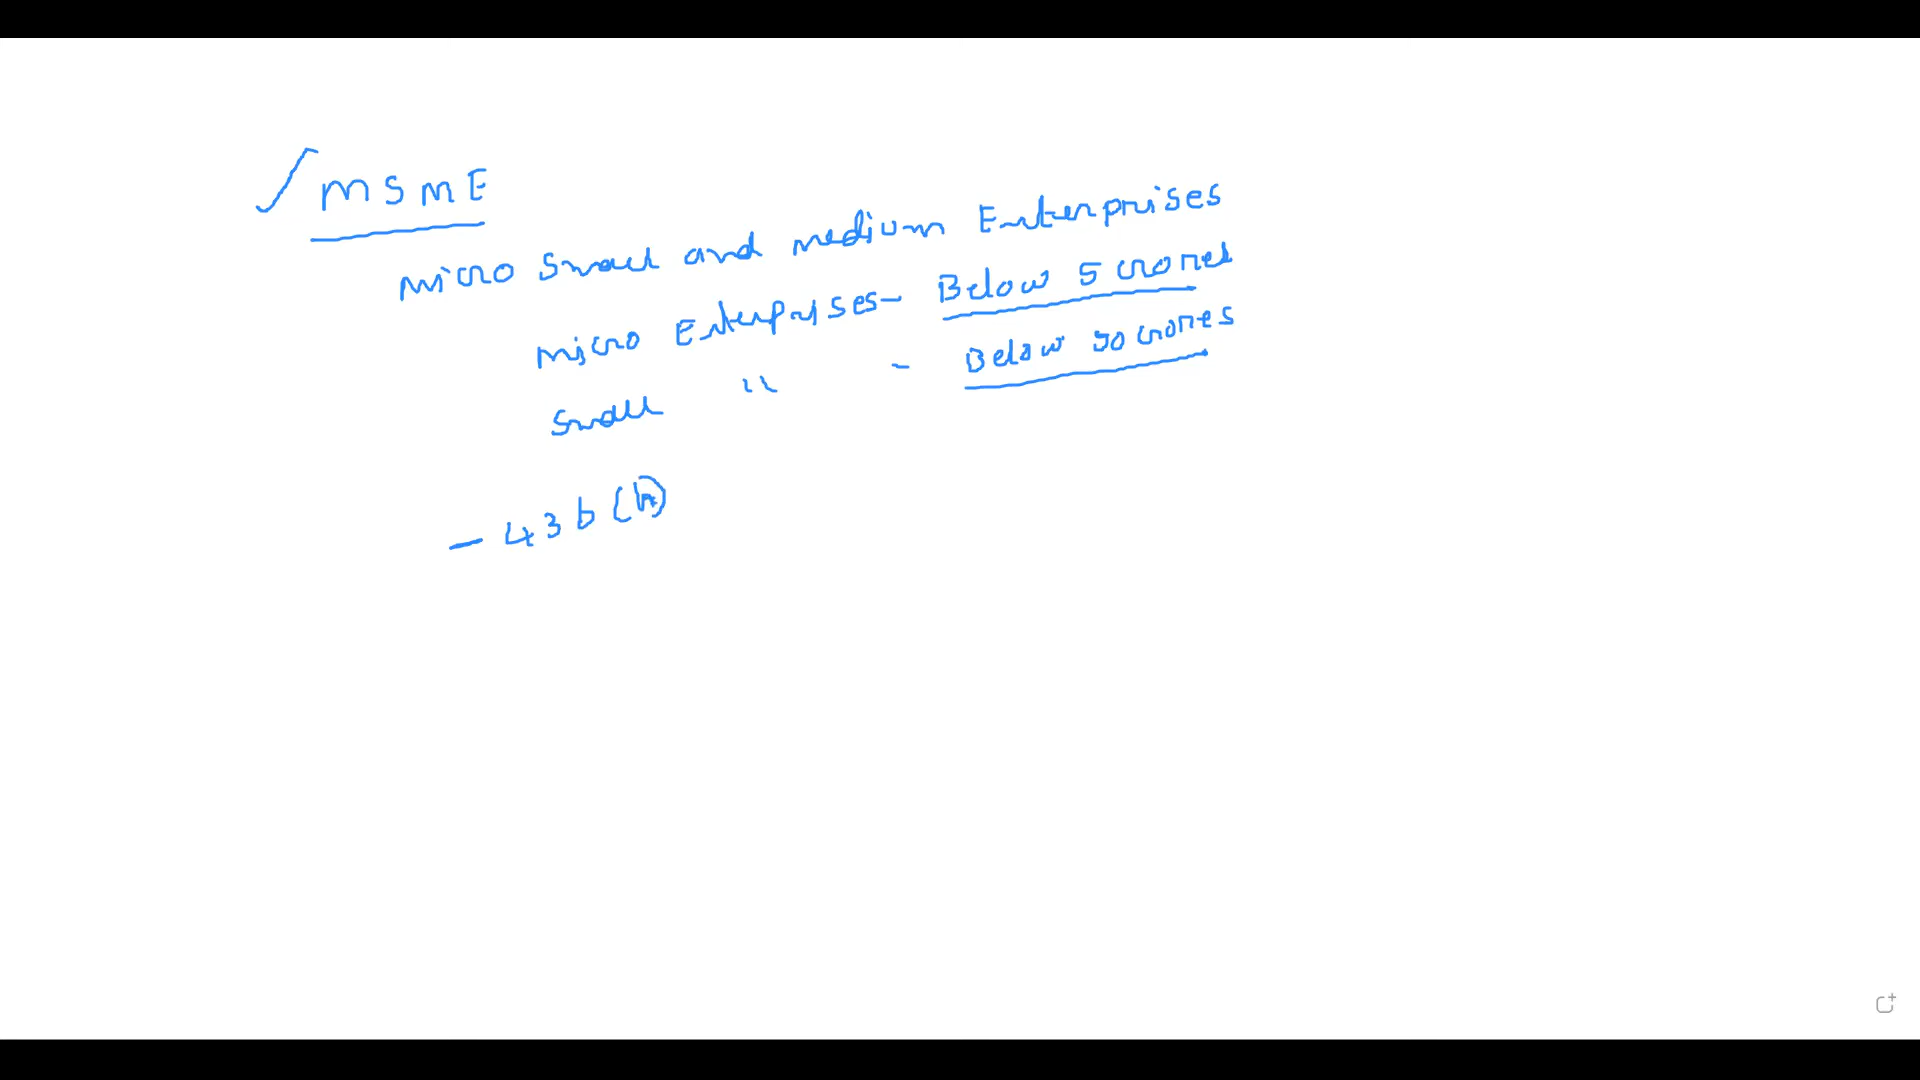 MSME
Micro Small and medium Enterprises
Micro Enterprises - Below 5 crores
Small " - Below 50 crores
- 43b(h)